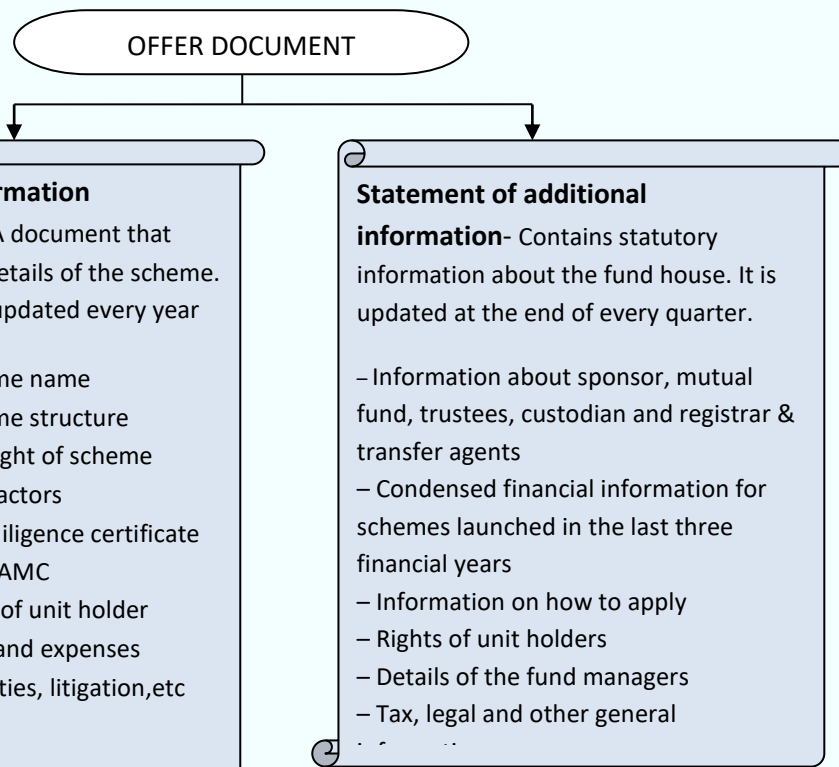 OFFER DOCUMENT
rmation
A document that
etails of the scheme.
updated every year
me name
me structure
ght of scheme
actors
iligence certificate
AMC
of unit holder
and expenses
ties, litigation,etc
Statement of additional
information- Contains statutory
information about the fund house. It is
updated at the end of every quarter.
– Information about sponsor, mutual
fund, trustees, custodian and registrar &
transfer agents
– Condensed financial information for
schemes launched in the last three
financial years
– Information on how to apply
– Rights of unit holders
– Details of the fund managers
– Tax, legal and other general